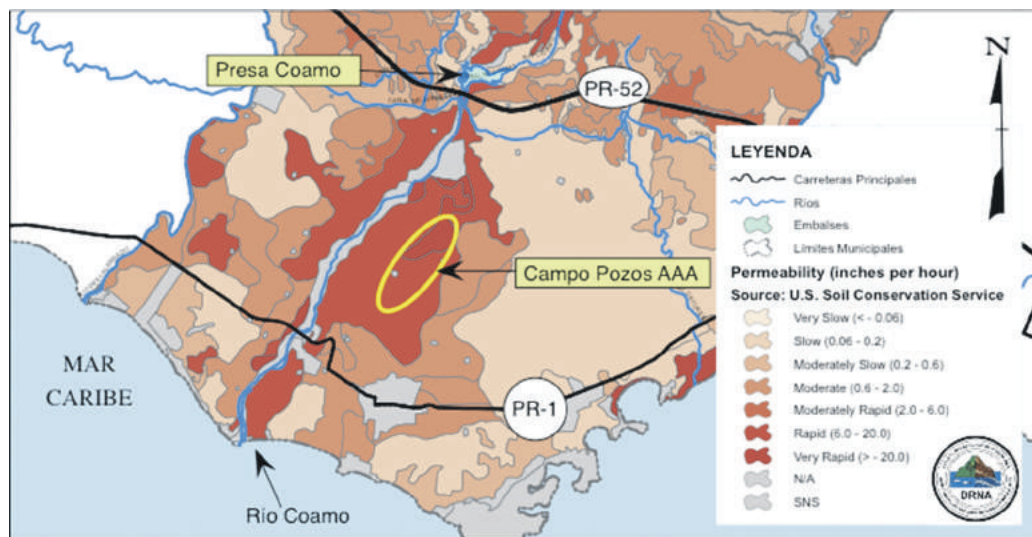 Presa Coamo
PR-52
N
Campo Pozos AAA
MAR
CARIBE
PR-1
Río Coamo
LEYENDA
Carreteras Principales
Ríos
Embalses
Límites Municipales
Permeability (inches per hour)
Source: U.S. Soil Conservation Service
Very Slow (< - 0.06)
Slow (0.06 - 0.2)
Moderately Slow (0.2 - 0.6)
Moderate (0.6 - 2.0)
Moderately Rapid (2.0 - 6.0)
Rapid (6.0 - 20.0)
Very Rapid (> - 20.0)
N/A
SNS
DRNA